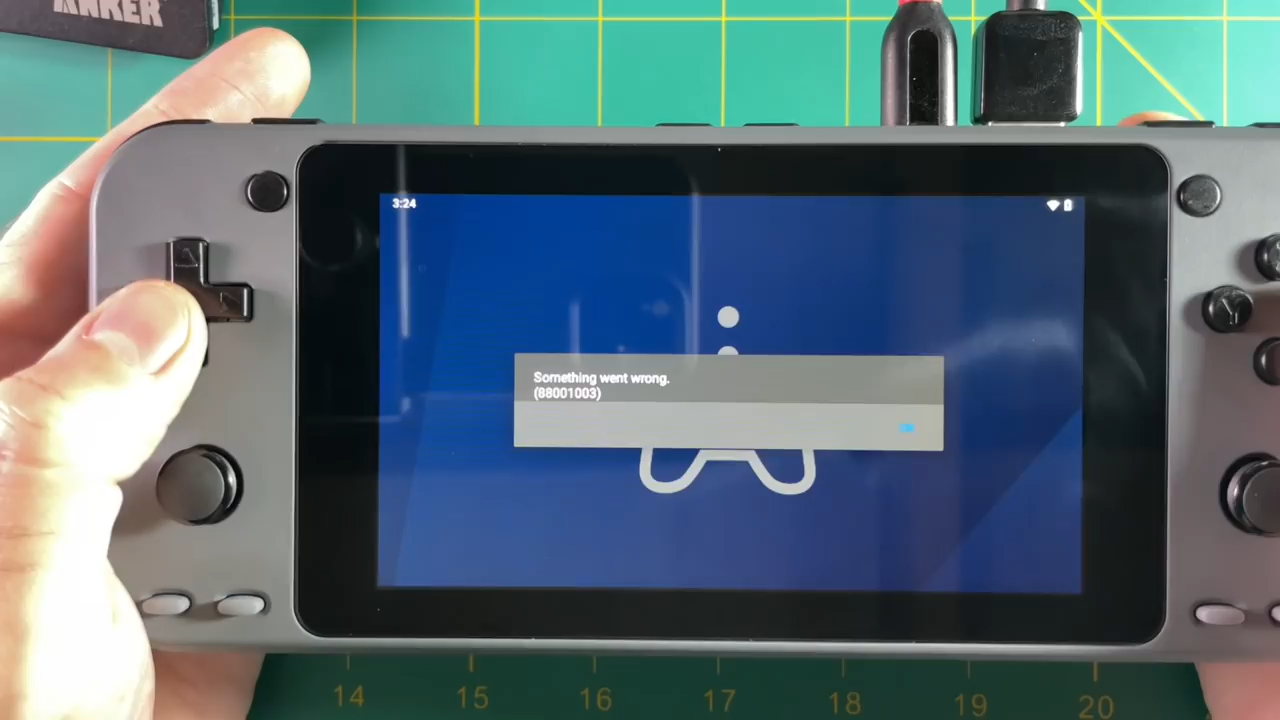 ANKER
3:24
Something went wrong.
(88001003)
Y
14 15 16 17 18 19 20